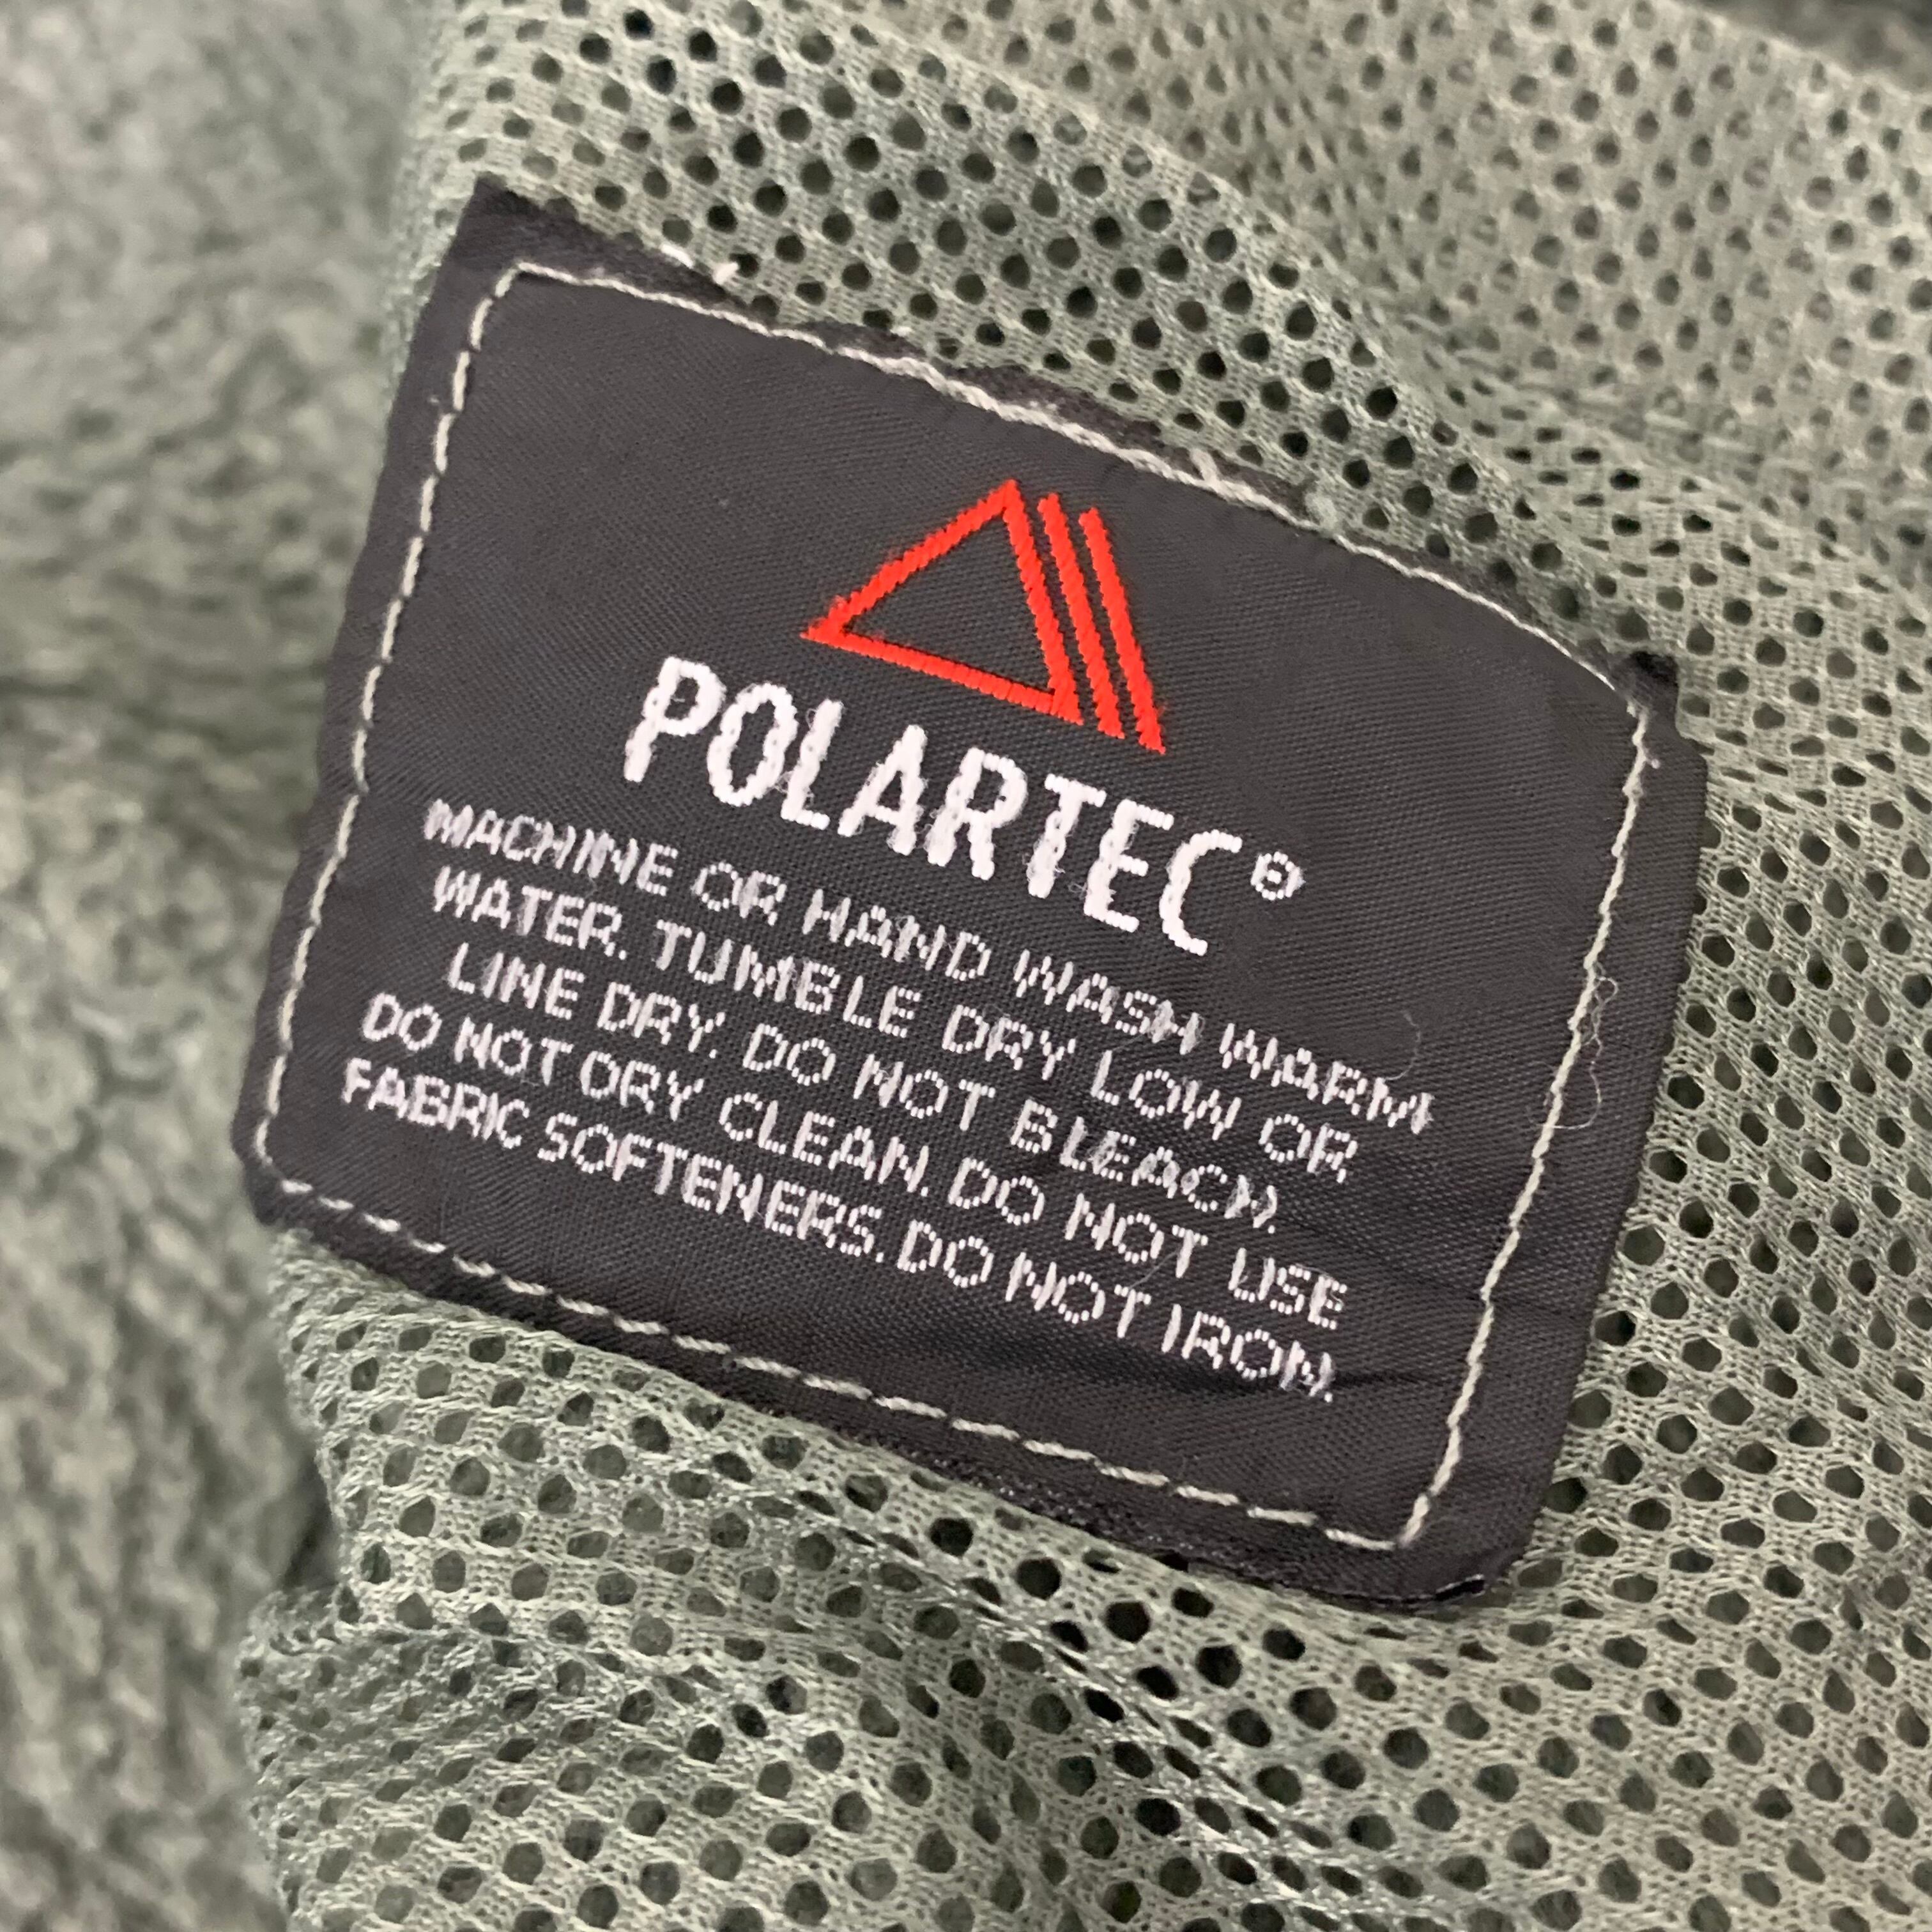 POLARTEC®
MACHINE OR HAND WASH WARM
WATER. TUMBLE DRY LOW OR
LINE DRY. DO NOT BLEACH.
DO NOT DRY CLEAN. DO NOT USE
FABRIC SOFTENERS. DO NOT IRON.